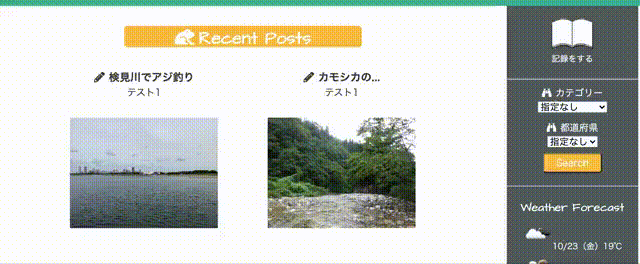 Recent Posts
検見川でアジ釣り
テスト1
カモシカの...
テスト1
記録をする
カテゴリー
指定なし
都道府県
指定なし
Search
Weather Forecast
10/23（金）19℃